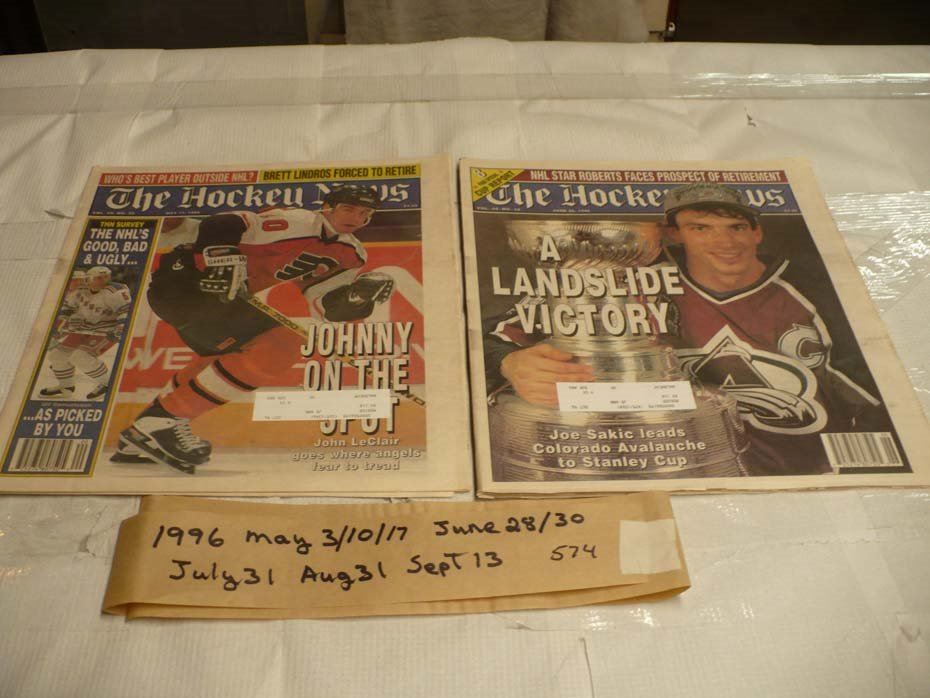 WHO'S BEST PLAYER OUTSIDE NHL?
BRETT LINDROS FORCED TO RETIRE
The Hockey News
THN SURVEY
THE NHL'S
GOOD, BAD
& UGLY...
...AS PICKED
BY YOU
JOHNNY
ON THE
SPOT
John LeClair
goes where angels
fear to tread
CUP REPORT
NHL STAR ROBERTS FACES PROSPECT OF RETIREMENT
The Hockey News
A
LANDSLIDE
VICTORY
Joe Sakic leads
Colorado Avalanche
to Stanley Cup
1996 may 3/10/17 June 28/30
July 31 Aug 31 Sept 13 574